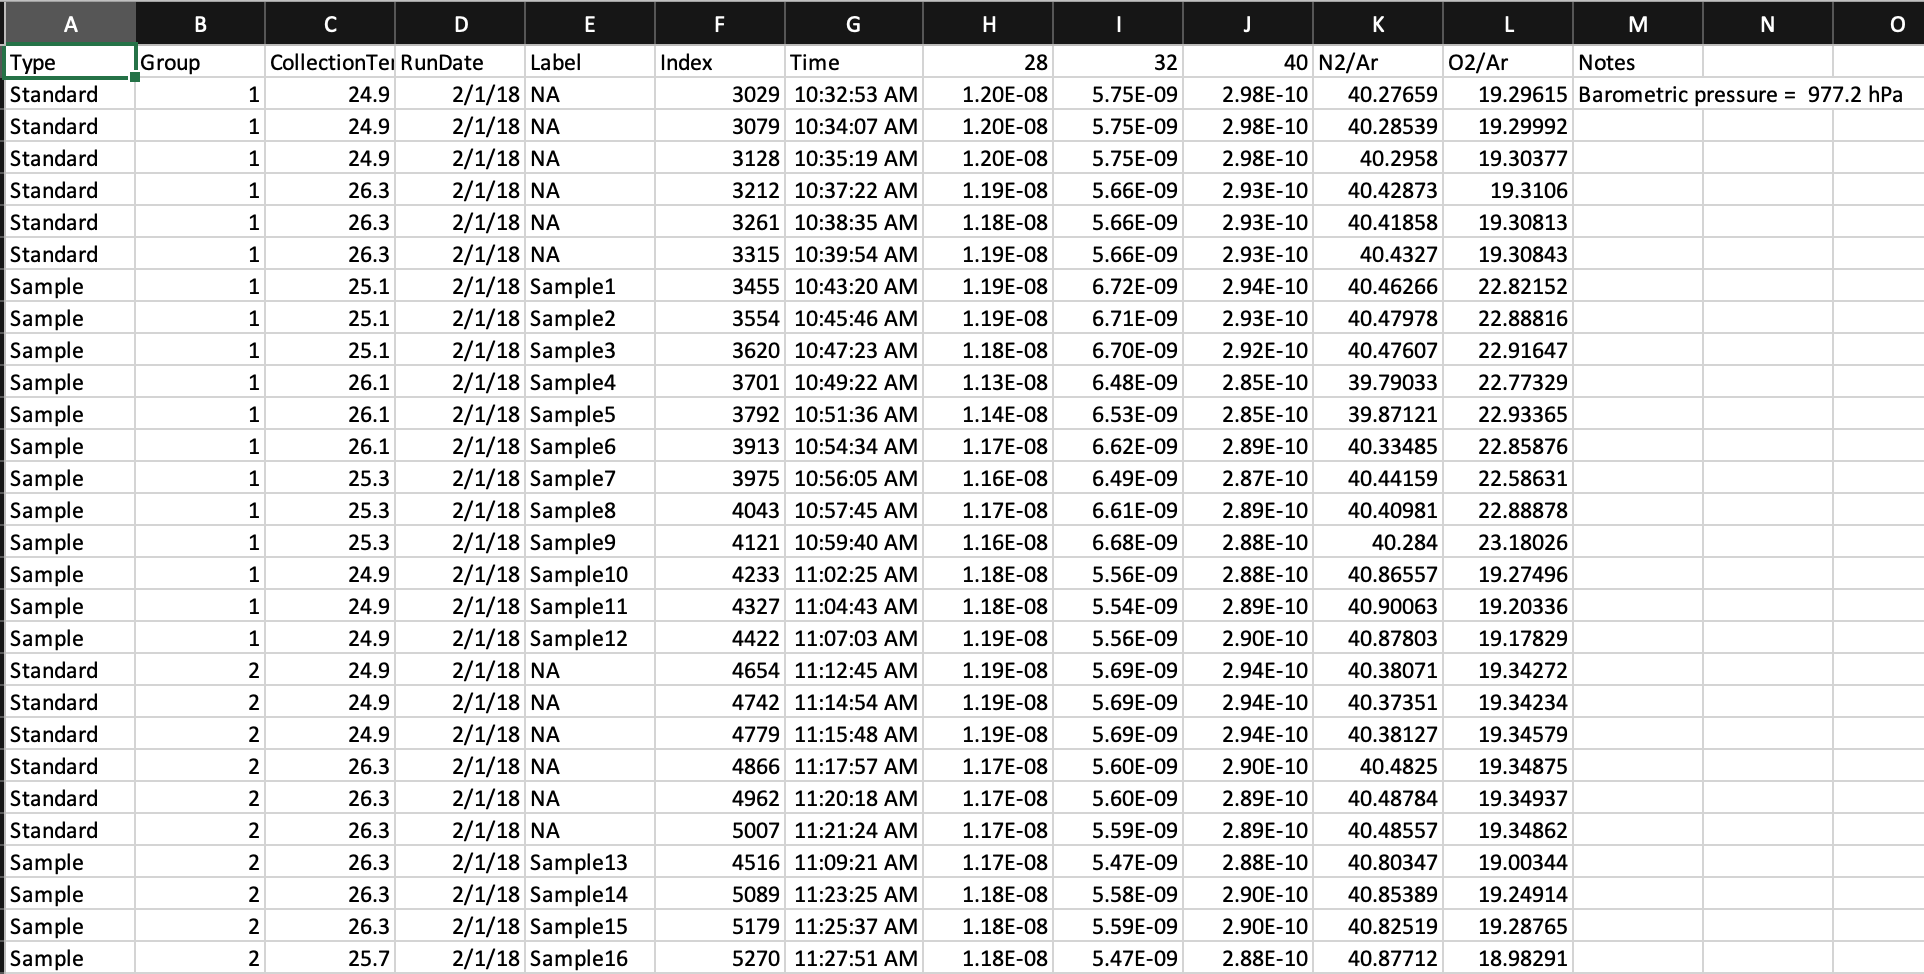 A B C D E F G H I J K L M N O
Type Group CollectionTe RunDate Label Index Time 28 32 40 N2/Ar O2/Ar Notes
Standard 1 24.9 2/1/18 NA 3029 10:32:53 AM 1.20E-08 5.75E-09 2.98E-10 40.27659 19.29615 Barometric pressure = 977.2 hPa
Standard 1 24.9 2/1/18 NA 3079 10:34:07 AM 1.20E-08 5.75E-09 2.98E-10 40.28539 19.29992
Standard 1 24.9 2/1/18 NA 3128 10:35:19 AM 1.20E-08 5.75E-09 2.98E-10 40.2958 19.30377
Standard 1 26.3 2/1/18 NA 3212 10:37:22 AM 1.19E-08 5.66E-09 2.93E-10 40.42873 19.3106
Standard 1 26.3 2/1/18 NA 3261 10:38:35 AM 1.18E-08 5.66E-09 2.93E-10 40.41858 19.30813
Standard 1 26.3 2/1/18 NA 3315 10:39:54 AM 1.19E-08 5.66E-09 2.93E-10 40.4327 19.30843
Sample 1 25.1 2/1/18 Sample1 3455 10:43:20 AM 1.19E-08 6.72E-09 2.94E-10 40.46266 22.82152
Sample 1 25.1 2/1/18 Sample2 3554 10:45:46 AM 1.19E-08 6.71E-09 2.93E-10 40.47978 22.88816
Sample 1 25.1 2/1/18 Sample3 3620 10:47:23 AM 1.18E-08 6.70E-09 2.92E-10 40.47607 22.91647
Sample 1 26.1 2/1/18 Sample4 3701 10:49:22 AM 1.13E-08 6.48E-09 2.85E-10 39.79033 22.77329
Sample 1 26.1 2/1/18 Sample5 3792 10:51:36 AM 1.14E-08 6.53E-09 2.85E-10 39.87121 22.93365
Sample 1 26.1 2/1/18 Sample6 3913 10:54:34 AM 1.17E-08 6.62E-09 2.89E-10 40.33485 22.85876
Sample 1 25.3 2/1/18 Sample7 3975 10:56:05 AM 1.16E-08 6.49E-09 2.87E-10 40.44159 22.58631
Sample 1 25.3 2/1/18 Sample8 4043 10:57:45 AM 1.17E-08 6.61E-09 2.89E-10 40.40981 22.88878
Sample 1 25.3 2/1/18 Sample9 4121 10:59:40 AM 1.16E-08 6.68E-09 2.88E-10 40.284 23.18026
Sample 1 24.9 2/1/18 Sample10 4233 11:02:25 AM 1.18E-08 5.56E-09 2.88E-10 40.86557 19.27496
Sample 1 24.9 2/1/18 Sample11 4327 11:04:43 AM 1.18E-08 5.54E-09 2.89E-10 40.90063 19.20336
Sample 1 24.9 2/1/18 Sample12 4422 11:07:03 AM 1.19E-08 5.56E-09 2.90E-10 40.87803 19.17829
Standard 2 24.9 2/1/18 NA 4654 11:12:45 AM 1.19E-08 5.69E-09 2.94E-10 40.38071 19.34272
Standard 2 24.9 2/1/18 NA 4742 11:14:54 AM 1.19E-08 5.69E-09 2.94E-10 40.37351 19.34234
Standard 2 24.9 2/1/18 NA 4779 11:15:48 AM 1.19E-08 5.69E-09 2.94E-10 40.38127 19.34579
Standard 2 26.3 2/1/18 NA 4866 11:17:57 AM 1.17E-08 5.60E-09 2.90E-10 40.4825 19.34875
Standard 2 26.3 2/1/18 NA 4962 11:20:18 AM 1.17E-08 5.60E-09 2.89E-10 40.48784 19.34937
Standard 2 26.3 2/1/18 NA 5007 11:21:24 AM 1.17E-08 5.59E-09 2.89E-10 40.48557 19.34862
Sample 2 26.3 2/1/18 Sample13 4516 11:09:21 AM 1.17E-08 5.47E-09 2.88E-10 40.80347 19.00344
Sample 2 26.3 2/1/18 Sample14 5089 11:23:25 AM 1.18E-08 5.58E-09 2.90E-10 40.85389 19.24914
Sample 2 26.3 2/1/18 Sample15 5179 11:25:37 AM 1.18E-08 5.59E-09 2.90E-10 40.82519 19.28765
Sample 2 25.7 2/1/18 Sample16 5270 11:27:51 AM 1.18E-08 5.47E-09 2.88E-10 40.87712 18.98291